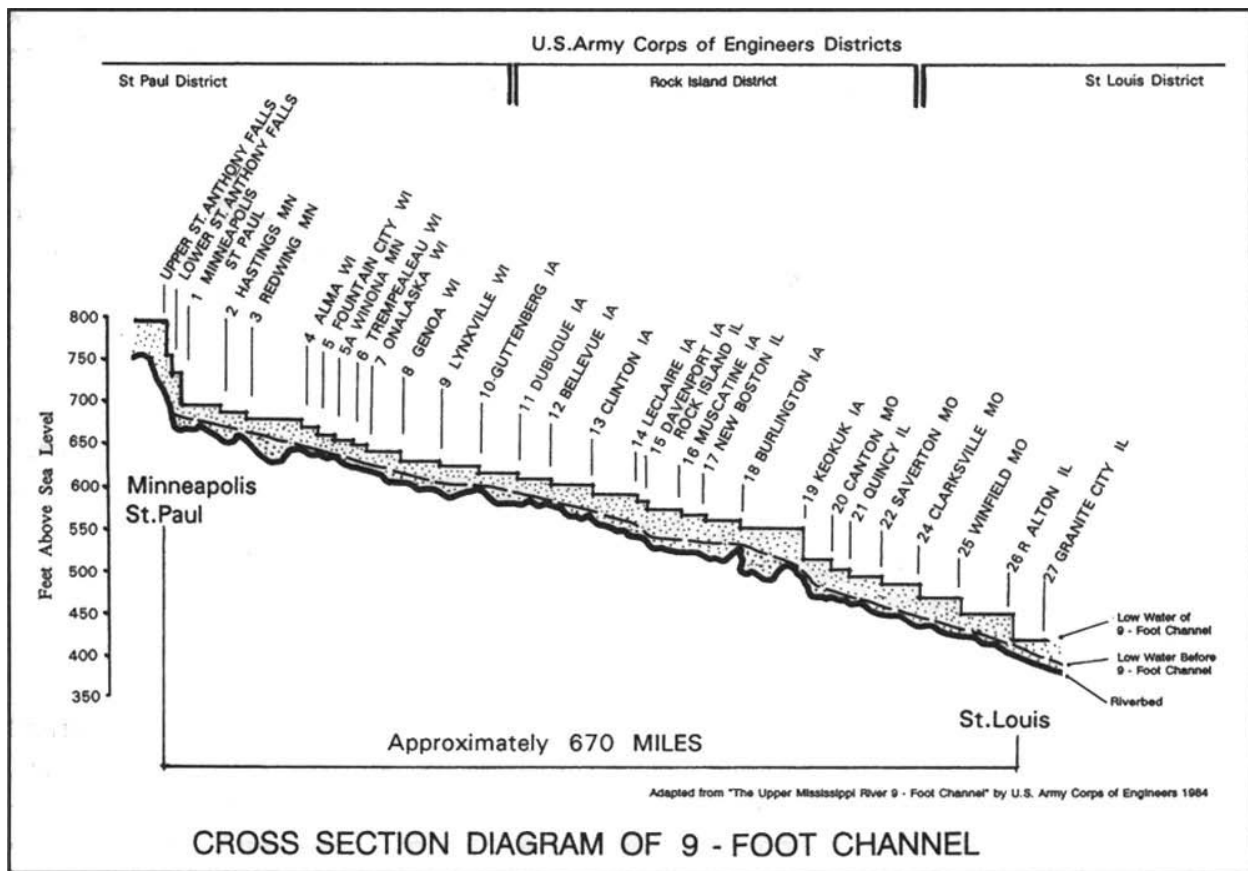 U.S.Army Corps of Engineers Districts
St Paul District
Rock Island District
St Louis District
UPPER ST. ANTHONY FALLS
LOWER ST. ANTHONY FALLS
1 MINNEAPOLIS
ST PAUL
2 HASTINGS MN
3 REDWING MN
4 ALMA WI
5 FOUNTAIN CITY WI
5A WINONA MN
6 TREMPEALEAU WI
7 ONALASKA WI
8 GENOA WI
9 LYNXVILLE WI
10-GUTTENBERG IA
11 DUBUQUE IA
12 BELLEVUE IA
13 CLINTON IA
14 LECLAIRE IA
15 DAVENPORT IA
ROCK ISLAND IL
16 MUSCATINE IA
17 NEW BOSTON IL
18 BURLINGTON IA
19 KEOKUK IA
20 CANTON MO
21 QUINCY IL
22 SAVERTON MO
24 CLARKSVILLE MO
25 WINFIELD MO
26 R ALTON IL
27 GRANITE CITY IL
Feet Above Sea Level
800
750
700
650
600
550
500
450
400
350
Minneapolis
St.Paul
Low Water of
9 - Foot Channel
Low Water Before
9 - Foot Channel
Riverbed
St.Louis
Approximately 670 MILES
Adapted from "The Upper Mississippi River 9 - Foot Channel" by U.S. Army Corps of Engineers 1984
CROSS SECTION DIAGRAM OF 9 - FOOT CHANNEL